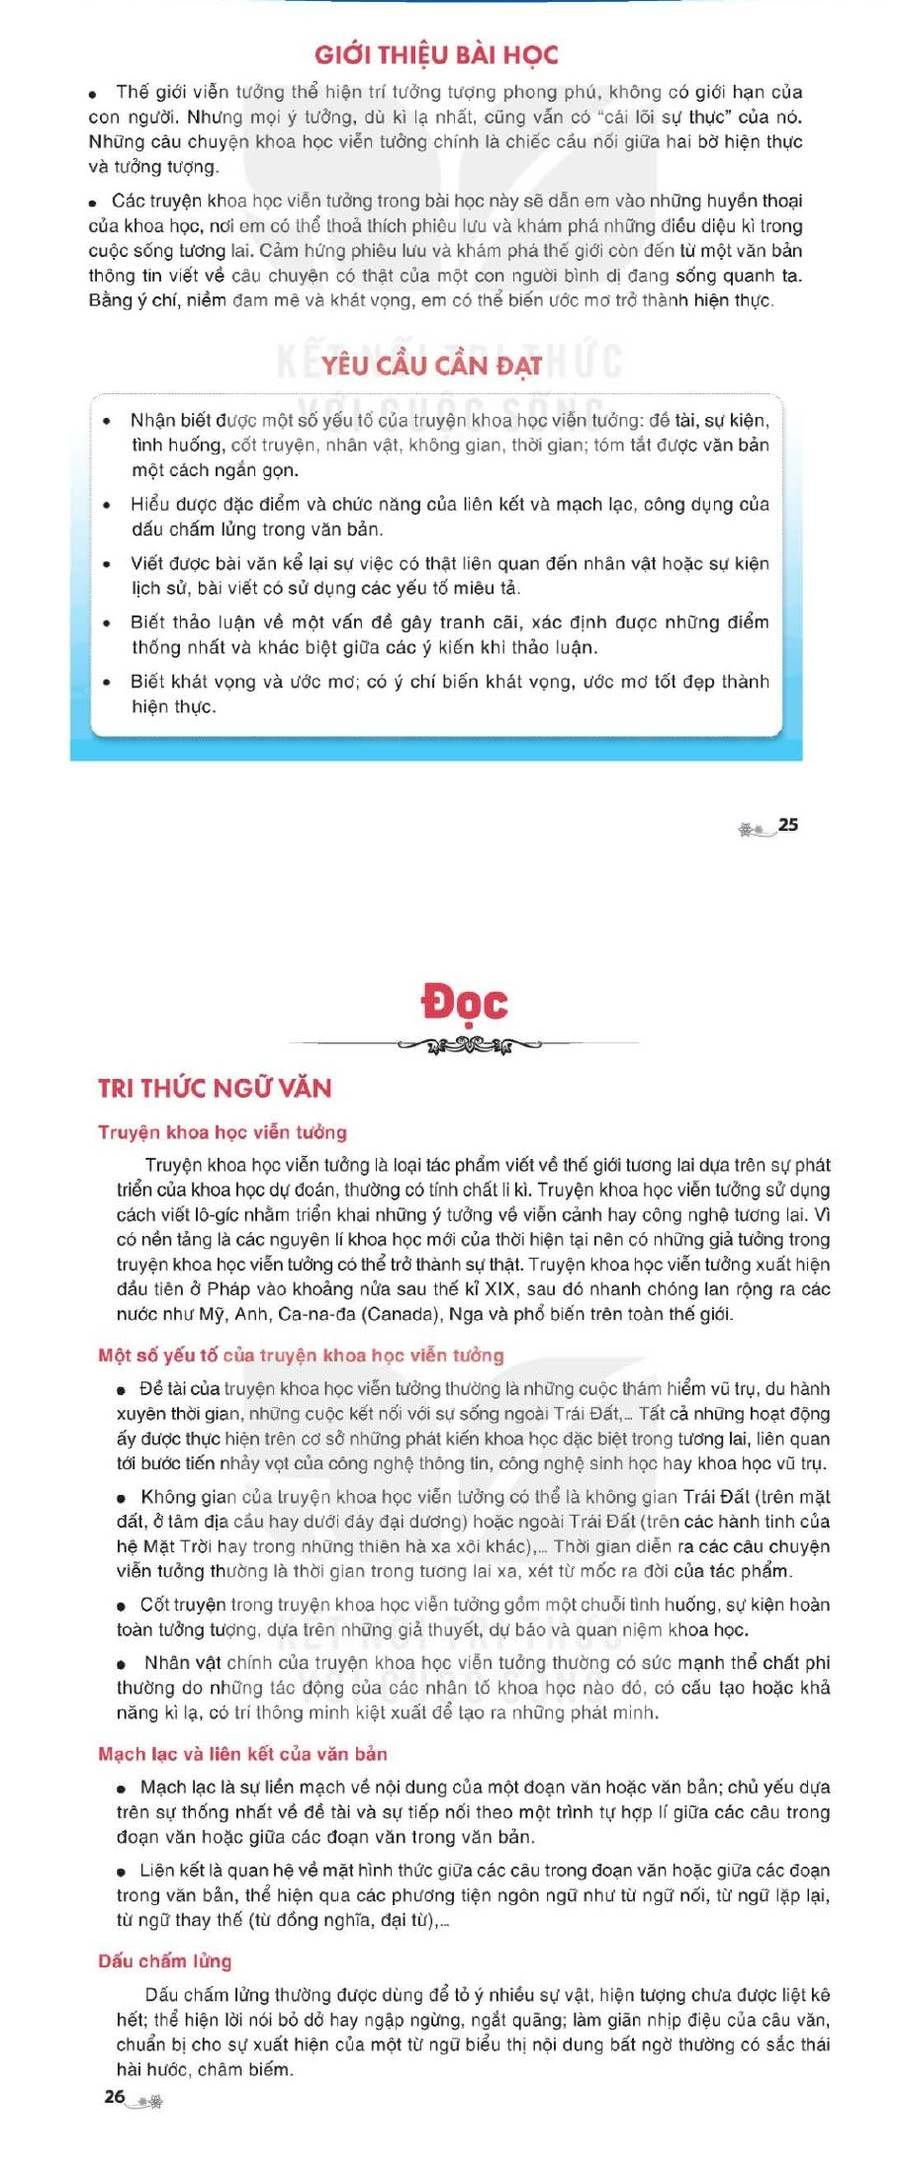 GIỚI THIỆU BÀI HỌC
• Thế giới viễn tưởng thể hiện trí tưởng tượng phong phú, không có giới hạn của
con người. Nhưng mọi ý tưởng, dù kì lạ nhất, cũng vẫn có “cái lõi sự thực” của nó.
Những câu chuyện khoa học viễn tưởng chính là chiếc cầu nối giữa hai bờ hiện thực
và tưởng tượng.
• Các truyện khoa học viễn tưởng trong bài học này sẽ dẫn em vào những huyền thoại
của khoa học, nơi em có thể thoả thích phiêu lưu và khám phá những điều diệu kì trong
cuộc sống tương lai. Cảm hứng phiêu lưu và khám phá thế giới còn đến từ một văn bản
thông tin viết về câu chuyện có thật của một con người bình dị đang sống quanh ta.
Bằng ý chí, niềm đam mê và khát vọng, em có thể biến ước mơ trở thành hiện thực.
KẾT NỐI TRI THỨC
YÊU CẦU CẦN ĐẠT
VỚI CUỘC SỐNG
• Nhận biết được một số yếu tố của truyện khoa học viễn tưởng: đề tài, sự kiện,
tình huống, cốt truyện, nhân vật, không gian, thời gian; tóm tắt được văn bản
một cách ngắn gọn.
• Hiểu được đặc điểm và chức năng của liên kết và mạch lạc, công dụng của
dấu chấm lửng trong văn bản.
• Viết được bài văn kể lại sự việc có thật liên quan đến nhân vật hoặc sự kiện
lịch sử, bài viết có sử dụng các yếu tố miêu tả.
• Biết thảo luận về một vấn đề gây tranh cãi, xác định được những điểm
thống nhất và khác biệt giữa các ý kiến khi thảo luận.
• Biết khát vọng và ước mơ; có ý chí biến khát vọng, ước mơ tốt đẹp thành
hiện thực.
25
Đọc
TRI THỨC NGỮ VĂN
Truyện khoa học viễn tưởng
Truyện khoa học viễn tưởng là loại tác phẩm viết về thế giới tương lai dựa trên sự phát
triển của khoa học dự đoán, thường có tính chất li kì. Truyện khoa học viễn tưởng sử dụng
cách viết lô-gíc nhằm triển khai những ý tưởng về viễn cảnh hay công nghệ tương lai. Vì
có nền tảng là các nguyên lí khoa học mới của thời hiện tại nên có những giả tưởng trong
truyện khoa học viễn tưởng có thể trở thành sự thật. Truyện khoa học viễn tưởng xuất hiện
đầu tiên ở Pháp vào khoảng nửa sau thế kỉ XIX, sau đó nhanh chóng lan rộng ra các
nước như Mỹ, Anh, Ca-na-đa (Canada), Nga và phổ biến trên toàn thế giới.
Một số yếu tố của truyện khoa học viễn tưởng
• Đề tài của truyện khoa học viễn tưởng thường là những cuộc thám hiểm vũ trụ, du hành
xuyên thời gian, những cuộc kết nối với sự sống ngoài Trái Đất,... Tất cả những hoạt động
ấy được thực hiện trên cơ sở những phát kiến khoa học đặc biệt trong tương lai, liên quan
tới bước tiến nhảy vọt của công nghệ thông tin, công nghệ sinh học hay khoa học vũ trụ.
• Không gian của truyện khoa học viễn tưởng có thể là không gian Trái Đất (trên mặt
đất, ở tâm địa cầu hay dưới đáy đại dương) hoặc ngoài Trái Đất (trên các hành tinh của
hệ Mặt Trời hay trong những thiên hà xa xôi khác),... Thời gian diễn ra các câu chuyện
viễn tưởng thường là thời gian trong tương lai xa, xét từ mốc ra đời của tác phẩm.
• Cốt truyện trong truyện khoa học viễn tưởng gồm một chuỗi tình huống, sự kiện hoàn
toàn tưởng tượng, dựa trên những giả thuyết, dự báo và quan niệm khoa học.
KẾT NỐI TRI THỨC
• Nhân vật chính của truyện khoa học viễn tưởng thường có sức mạnh thể chất phi
thường do những tác động của các nhân tố khoa học nào đó, có cấu tạo hoặc khả
VỚI CUỘC SỐNG
năng kì lạ, có trí thông minh kiệt xuất để tạo ra những phát minh.
Mạch lạc và liên kết của văn bản
• Mạch lạc là sự liền mạch về nội dung của một đoạn văn hoặc văn bản; chủ yếu dựa
trên sự thống nhất về đề tài và sự tiếp nối theo một trình tự hợp lí giữa các câu trong
đoạn văn hoặc giữa các đoạn văn trong văn bản.
• Liên kết là quan hệ về mặt hình thức giữa các câu trong đoạn văn hoặc giữa các đoạn
trong văn bản, thể hiện qua các phương tiện ngôn ngữ như từ ngữ nối, từ ngữ lặp lại,
từ ngữ thay thế (từ đồng nghĩa, đại từ),...
Dấu chấm lửng
Dấu chấm lửng thường được dùng để tỏ ý nhiều sự vật, hiện tượng chưa được liệt kê
hết; thể hiện lời nói bỏ dở hay ngập ngừng, ngắt quãng; làm giãn nhịp điệu của câu văn,
chuẩn bị cho sự xuất hiện của một từ ngữ biểu thị nội dung bất ngờ thường có sắc thái
hài hước, châm biếm.
26